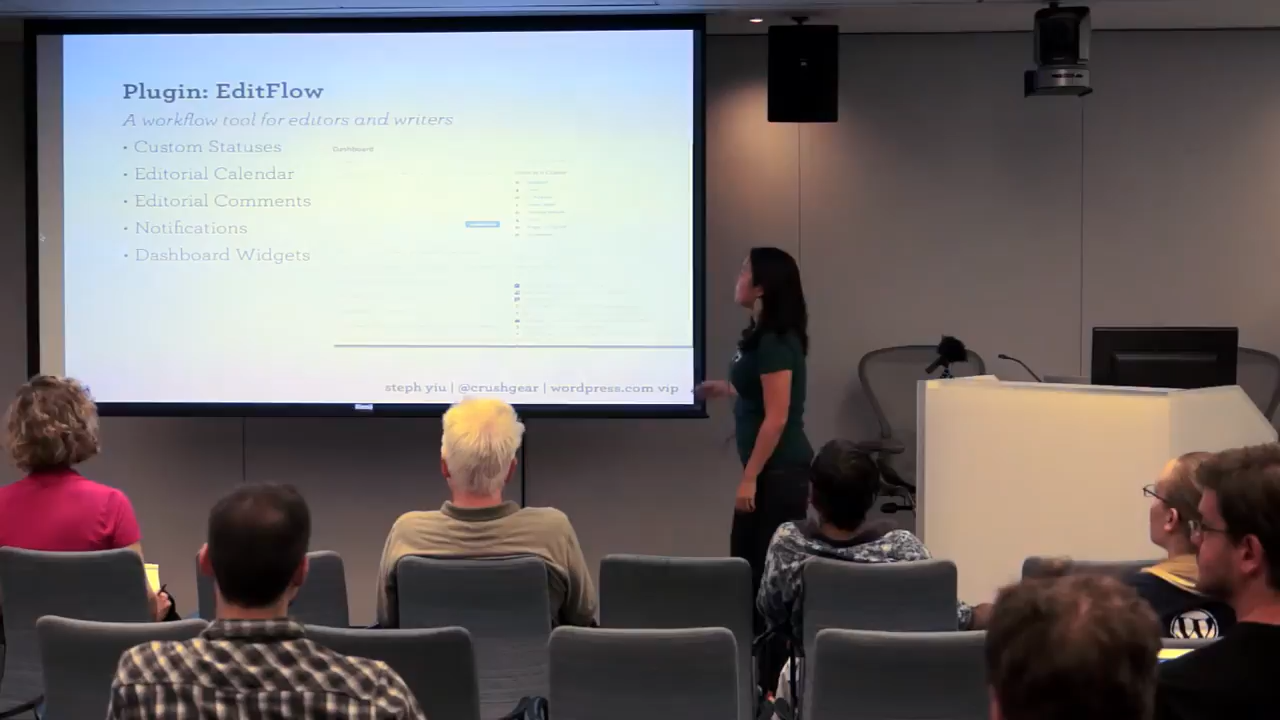 Plugin: EditFlow
A workflow tool for editors and writers
• Custom Statuses
• Editorial Calendar
• Editorial Comments
• Notifications
• Dashboard Widgets
Dashboard
steph yiu | @crushgear | wordpress.com vip